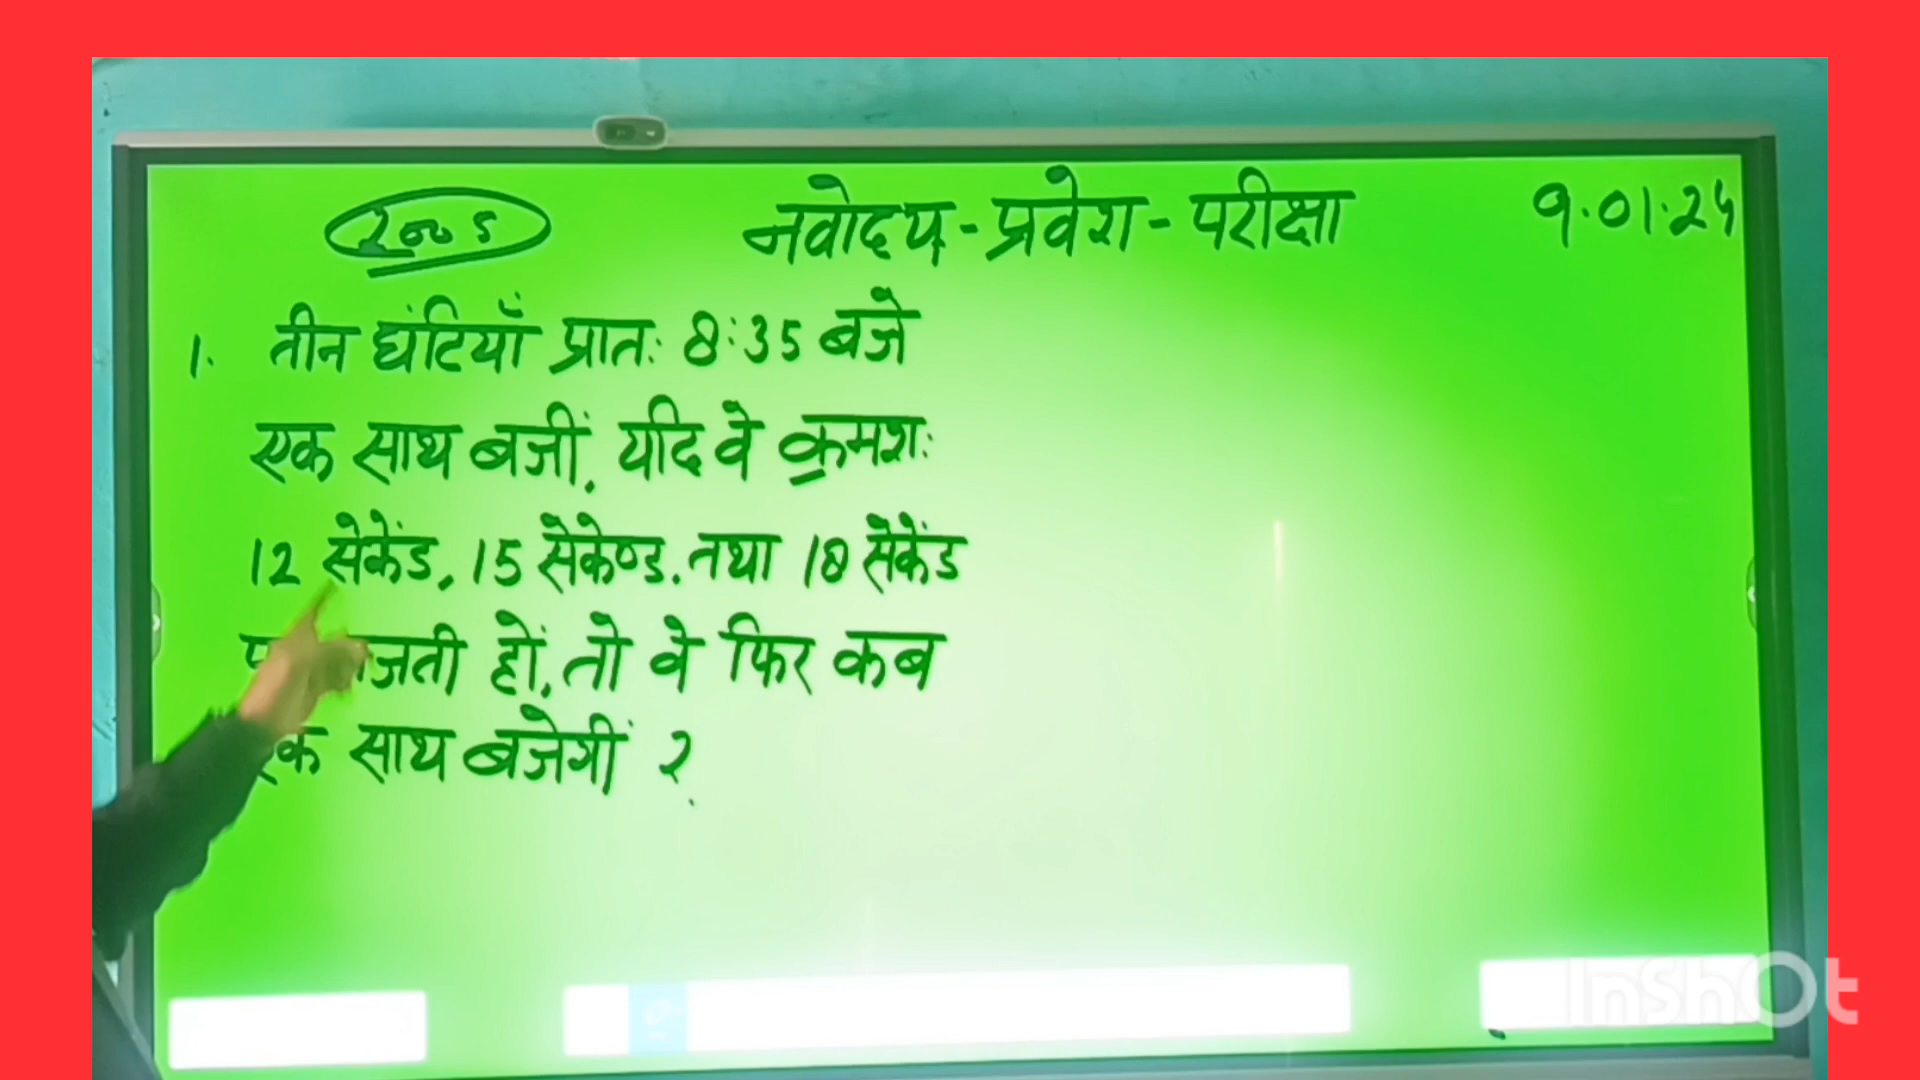 2005 नवोदय - प्रवेश - परीक्षा 9.01.24
1. तीन घंटियाँ प्रातः 8:35 बजे
एक साथ बजीं, यदि वे क्रमशः
12 सेकेंड, 15 सेकेण्ड. तथा 18 सेकेंड
हों, तो वे फिर कब
साथ बजेगीं ?
InShOt